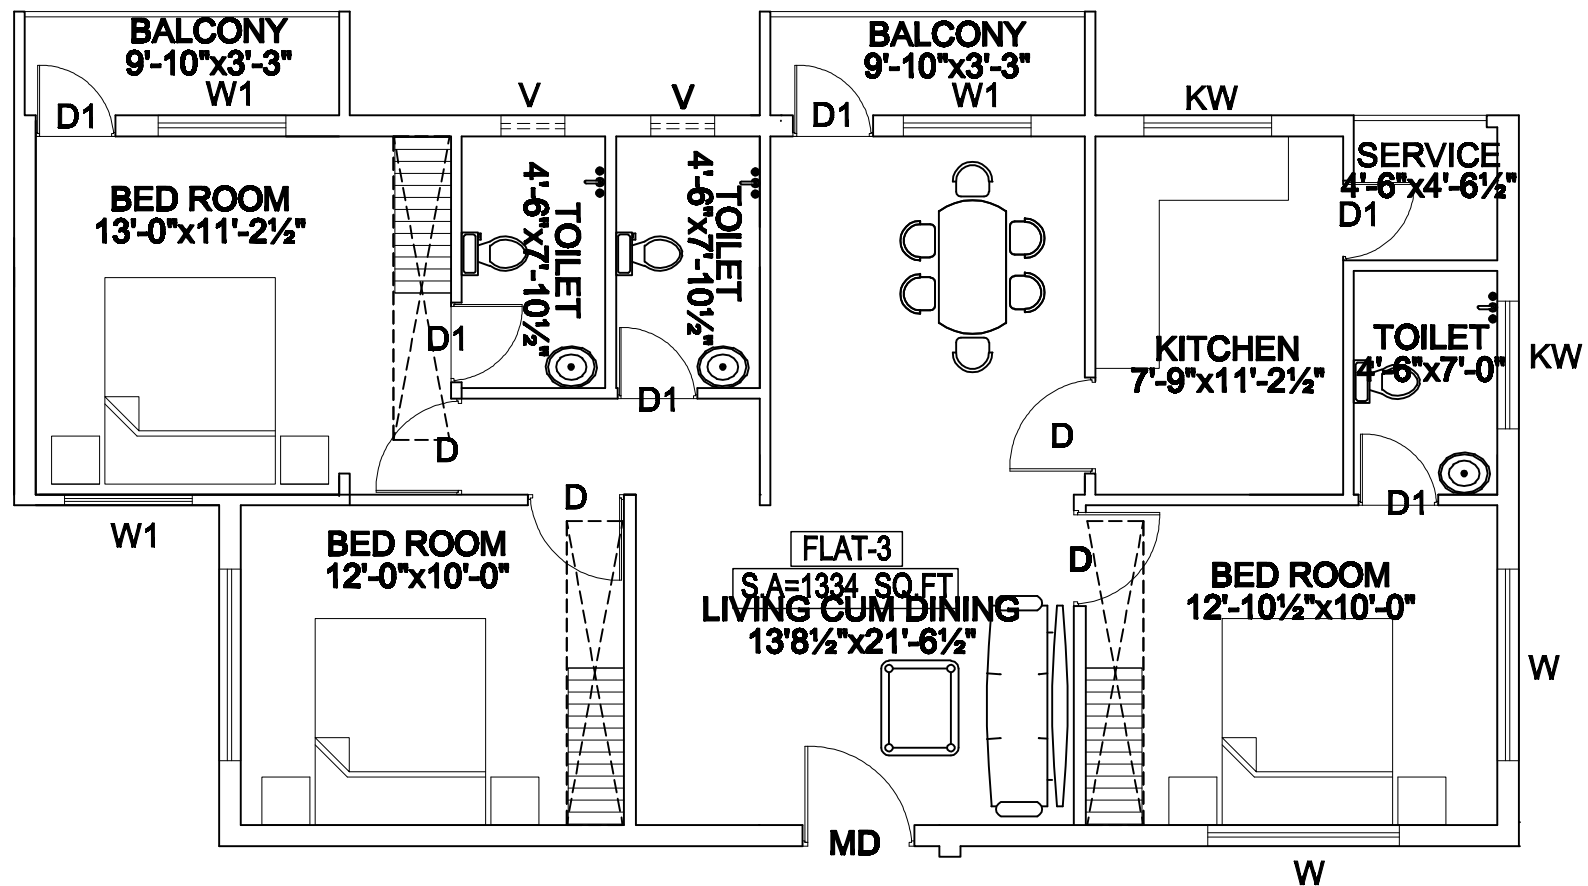 BALCONY
9'-10"x3'-3"
W1
D1
BALCONY
9'-10"x3'-3"
W1
D1
V
V
KW
BED ROOM
13'-0"x11'-2½"
TOILET
4'-6"x7'-10½"
D1
TOILET
4'-6"x7'-10½"
D1
SERVICE
4'-6"x4'-6½"
D1
KITCHEN
7'-9"x11'-2½"
D
TOILET
4'-6"x7'-0"
KW
D1
D
D
W1
BED ROOM
12'-0"x10'-0"
FLAT-3
S.A=1334 SQ.FT
LIVING CUM DINING
13'8½"x21'-6½"
D
BED ROOM
12'-10½"x10'-0"
W
MD
W